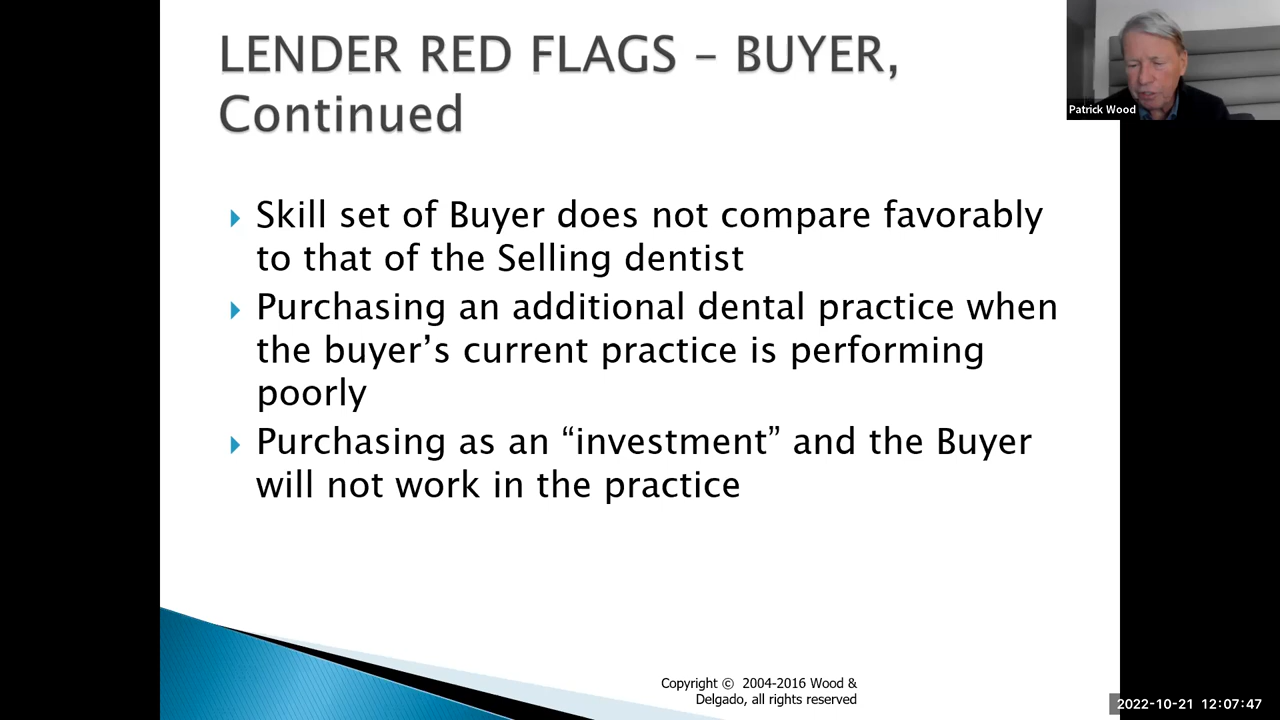 LENDER RED FLAGS – BUYER,
Continued
Patrick Wood
Skill set of Buyer does not compare favorably
to that of the Selling dentist
Purchasing an additional dental practice when
the buyer’s current practice is performing
poorly
Purchasing as an “investment” and the Buyer
will not work in the practice
Copyright © 2004-2016 Wood &
Delgado, all rights reserved
2022-10-21 12:07:47